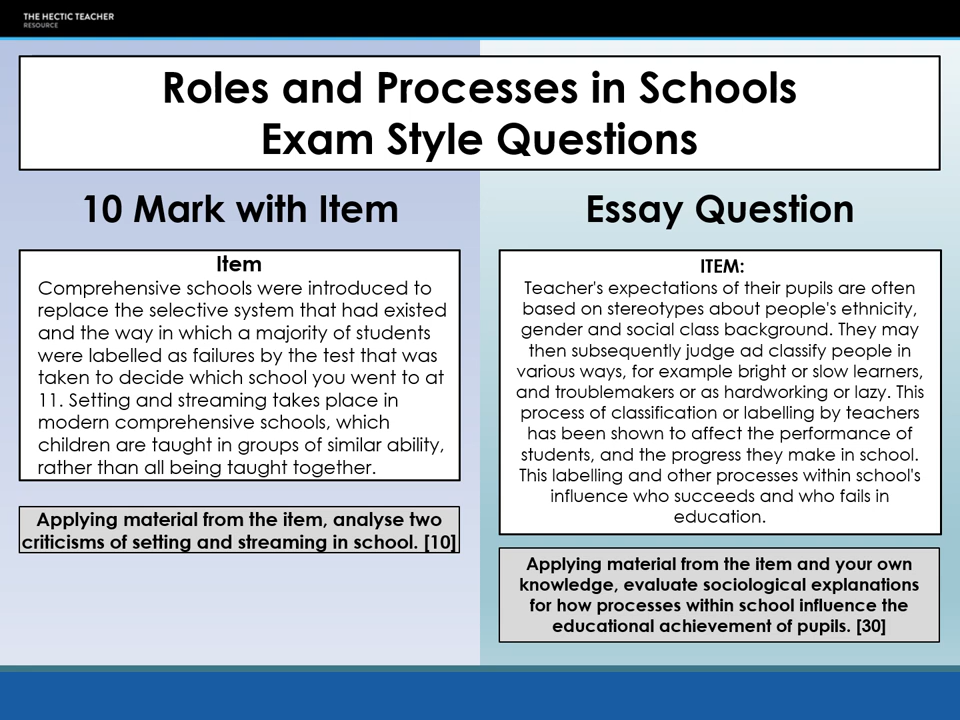 THE HECTIC TEACHER
RESOURCE
Roles and Processes in Schools
Exam Style Questions
10 Mark with Item
Item
Comprehensive schools were introduced to
replace the selective system that had existed
and the way in which a majority of students
were labelled as failures by the test that was
taken to decide which school you went to at
11. Setting and streaming takes place in
modern comprehensive schools, which
children are taught in groups of similar ability,
rather than all being taught together.
Applying material from the item, analyse two
criticisms of setting and streaming in school. [10]
Essay Question
ITEM:
Teacher's expectations of their pupils are often
based on stereotypes about people's ethnicity,
gender and social class background. They may
then subsequently judge ad classify people in
various ways, for example bright or slow learners,
and troublemakers or as hardworking or lazy. This
process of classification or labelling by teachers
has been shown to affect the performance of
students, and the progress they make in school.
This labelling and other processes within school's
influence who succeeds and who fails in
education.
Applying material from the item and your own
knowledge, evaluate sociological explanations
for how processes within school influence the
educational achievement of pupils. [30]